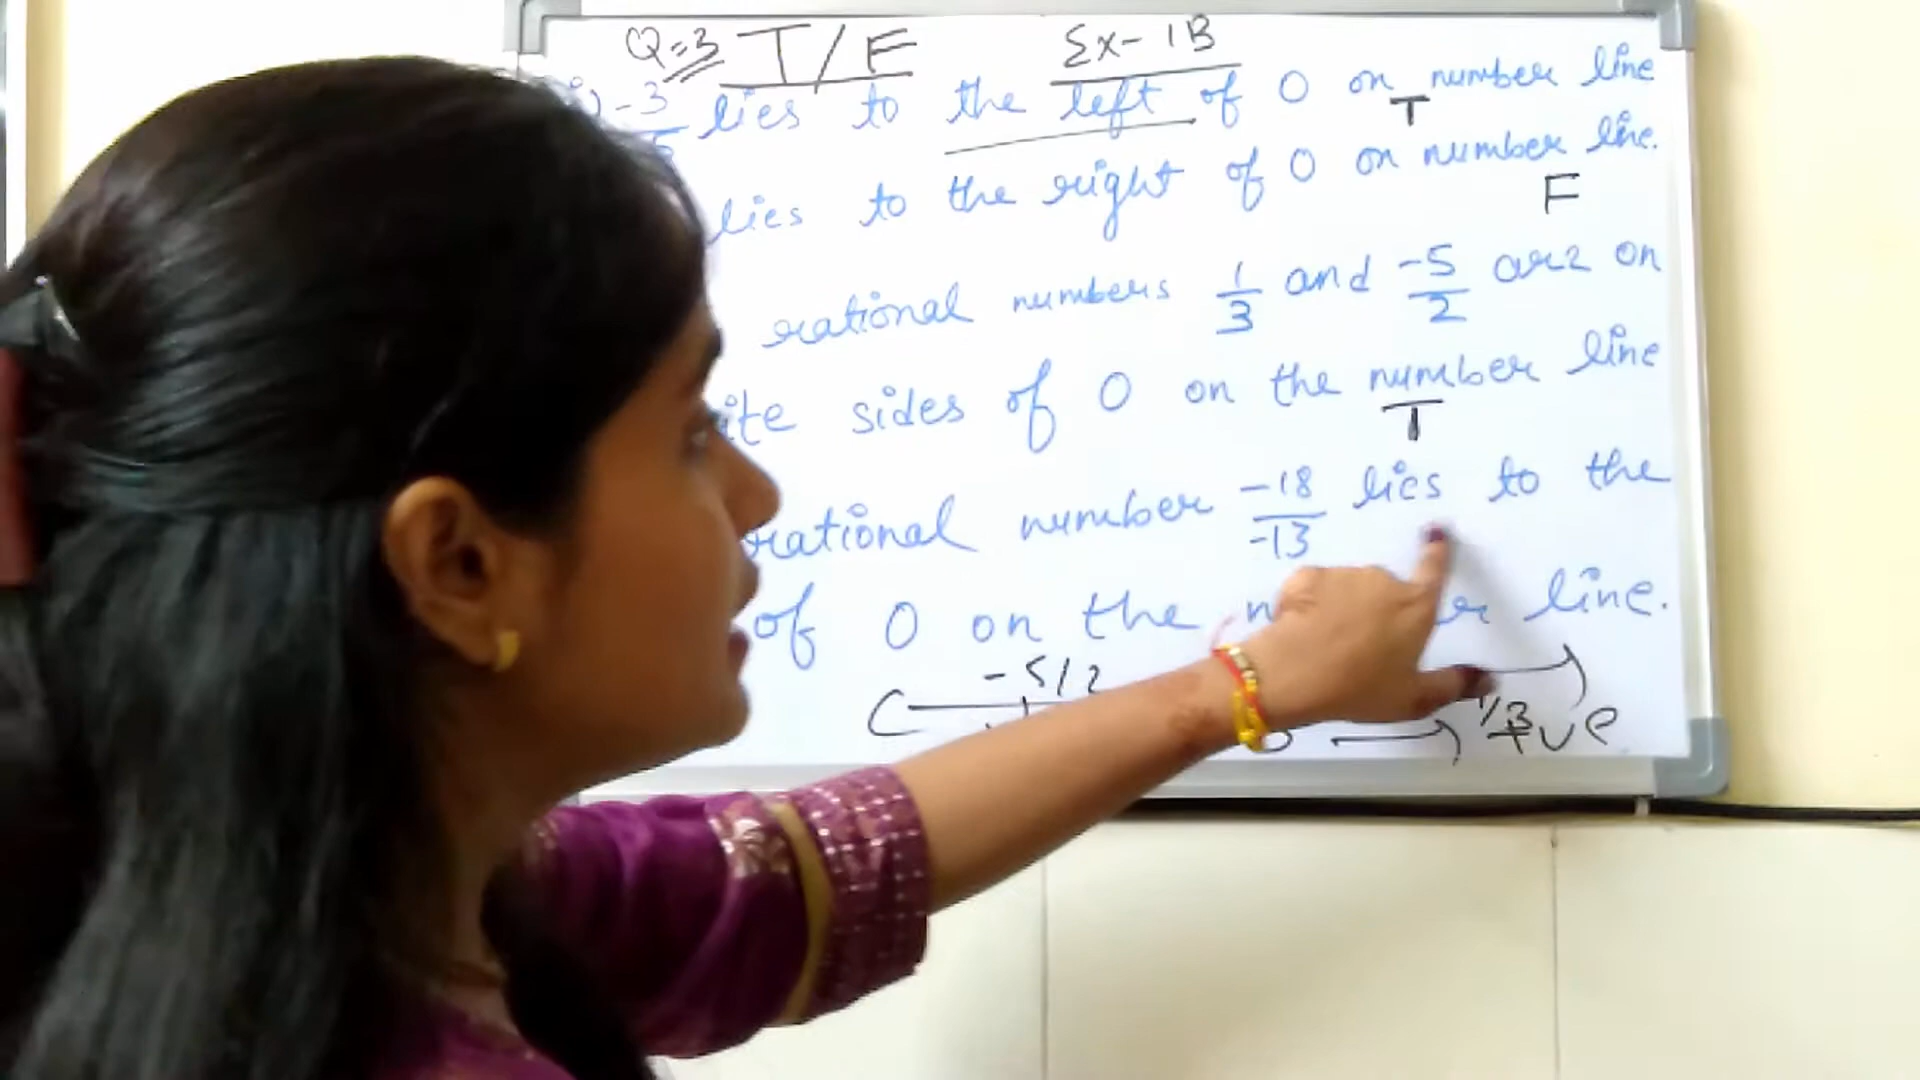 Q=3 T/F Ex-1B
i) -3/5 lies to the left of 0 on number line
T
lies to the right of 0 on number line.
F
rational numbers 1/3 and -5/2 are on
ite sides of 0 on the number line
T
rational number -18/-13 lies to the
of 0 on the line.
-5/2
1/3
+ve